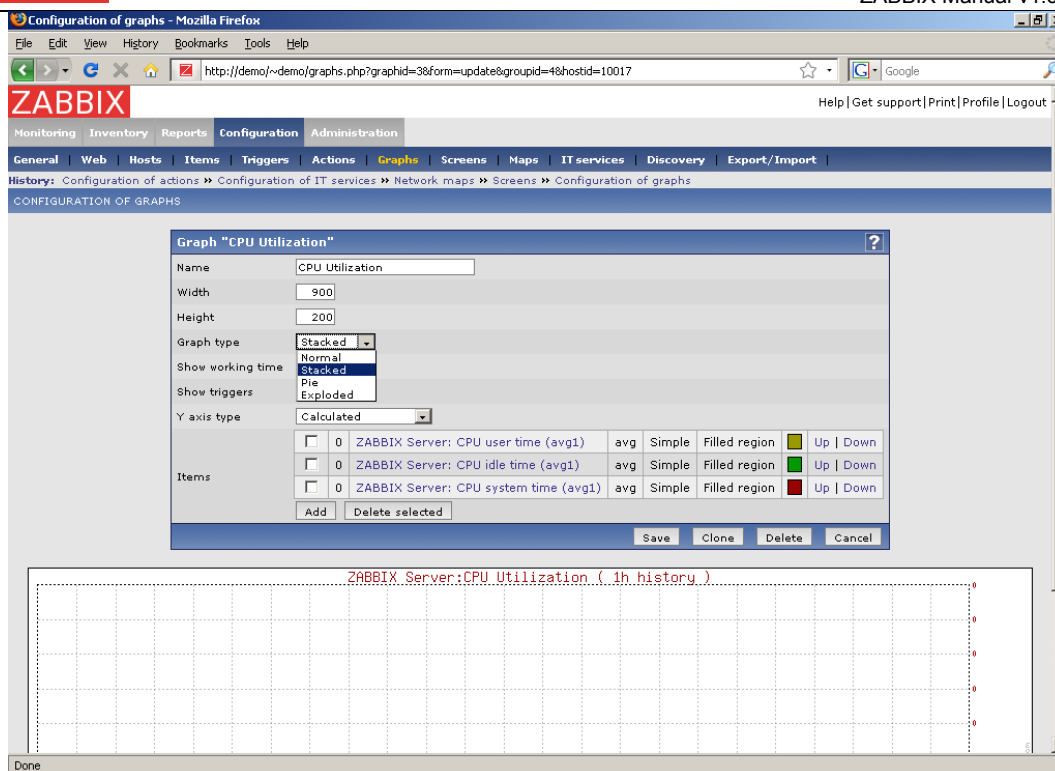 ZABBIX Manual v1.6
Configuration of graphs - Mozilla Firefox
File Edit View History Bookmarks Tools Help
http://demo/~demo/graphs.php?graphid=3&form=update&groupid=4&hostid=10017
Google
ZABBIX
Help|Get support|Print|Profile|Logout
Monitoring Inventory Reports Configuration Administration
General | Web | Hosts | Items | Triggers | Actions | Graphs | Screens | Maps | IT services | Discovery | Export/Import |
History: Configuration of actions » Configuration of IT services » Network maps » Screens » Configuration of graphs
CONFIGURATION OF GRAPHS
Graph "CPU Utilization" ?
Name CPU Utilization
Width 900
Height 200
Graph type Stacked
Normal
Show working time Stacked
Pie
Show triggers Exploded
Y axis type Calculated
Items
0 ZABBIX Server: CPU user time (avg1) avg Simple Filled region Up | Down
0 ZABBIX Server: CPU idle time (avg1) avg Simple Filled region Up | Down
0 ZABBIX Server: CPU system time (avg1) avg Simple Filled region Up | Down
Add Delete selected
Save Clone Delete Cancel
ZABBIX Server:CPU Utilization ( 1h history )
0
0
0
0
0
Done